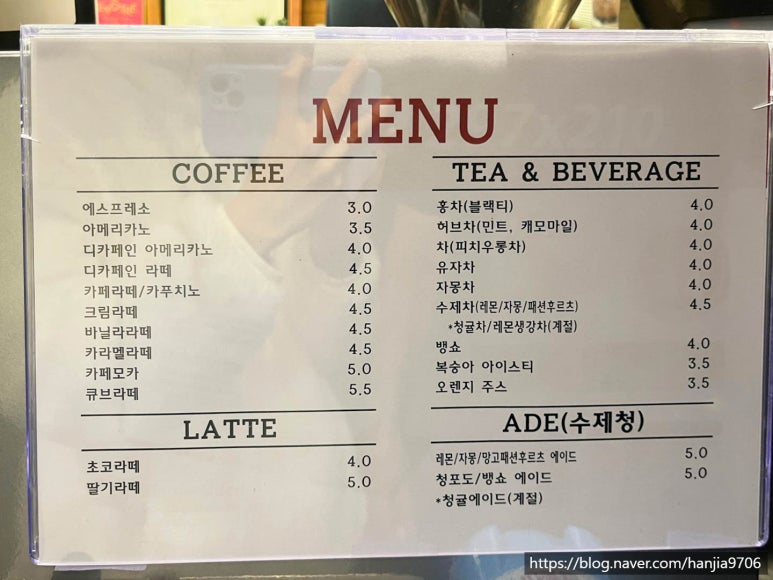 MENU
COFFEE
에스프레소 3.0
아메리카노 3.5
디카페인 아메리카노 4.0
디카페인 라떼 4.5
카페라떼/카푸치노 4.0
크림라떼 4.5
바닐라라떼 4.5
카라멜라떼 4.5
카페모카 5.0
큐브라떼 5.5
LATTE
초코라떼 4.0
딸기라떼 5.0
TEA & BEVERAGE
홍차(블랙티) 4.0
허브차(민트, 캐모마일) 4.0
차(피치우롱차) 4.0
유자차 4.0
자몽차 4.0
수제차(레몬/자몽/패션후르츠) 4.5
*청귤차/레몬생강차(계절)
뱅쇼 4.0
복숭아 아이스티 3.5
오렌지 주스 3.5
ADE(수제청)
레몬/자몽/망고패션후르츠 에이드 5.0
청포도/뱅쇼 에이드 5.0
*청귤에이드(계절)
https://blog.naver.com/hanjia9706